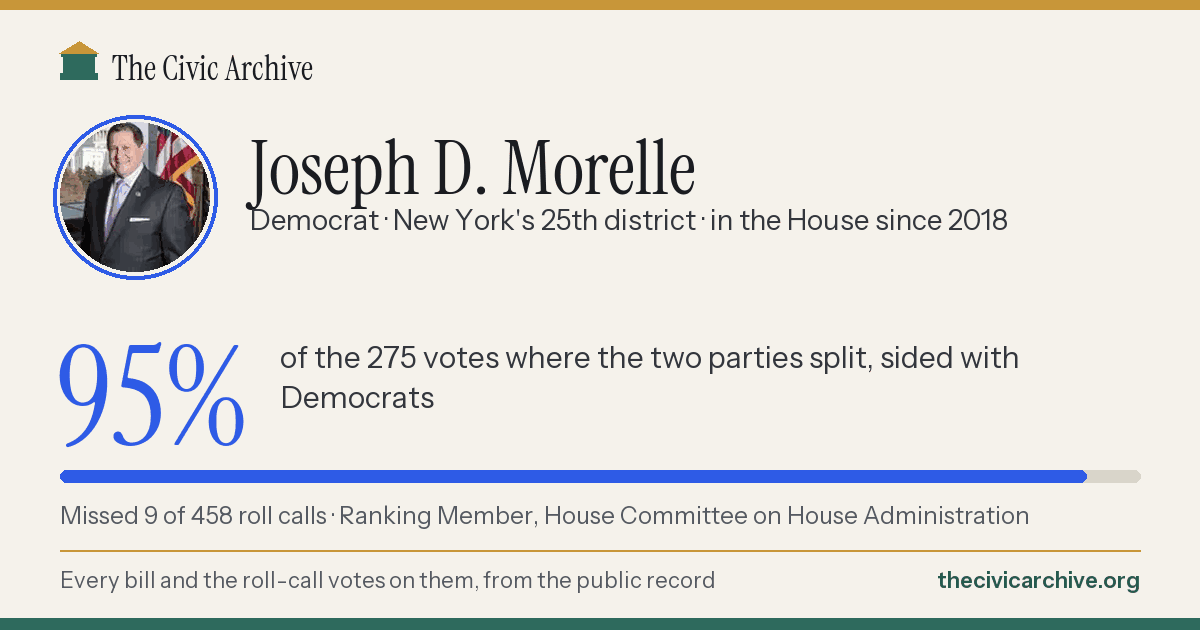 The Civic Archive
Joseph D. Morelle
Democrat · New York's 25th district · in the House since 2018
95%
of the 275 votes where the two parties split, sided with
Democrats
Missed 9 of 458 roll calls · Ranking Member, House Committee on House Administration
Every bill and the roll-call votes on them, from the public record
thecivicarchive.org